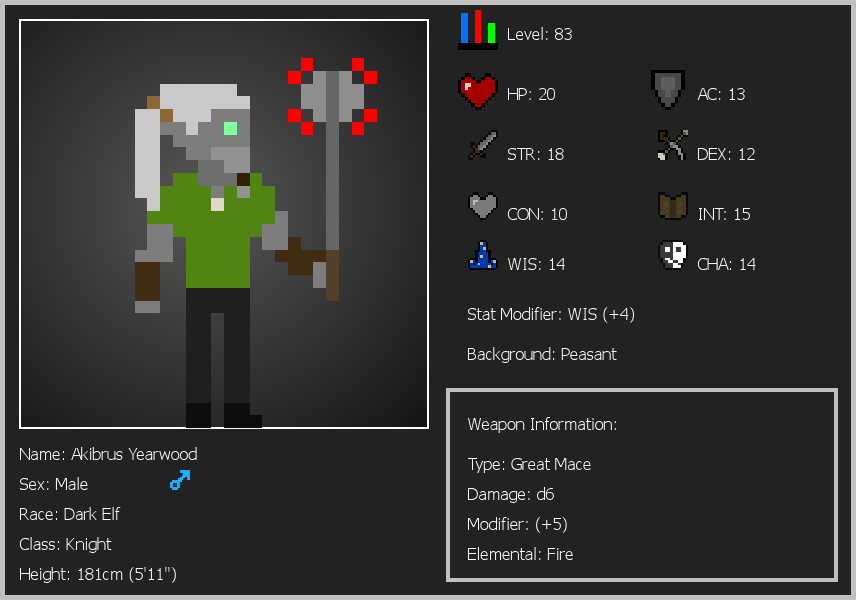 Level: 83
HP: 20
AC: 13
STR: 18
DEX: 12
CON: 10
INT: 15
WIS: 14
CHA: 14
Stat Modifier: WIS (+4)
Background: Peasant
Weapon Information:
Type: Great Mace
Damage: d6
Modifier: (+5)
Elemental: Fire
Name: Akibrus Yearwood
Sex: Male
Race: Dark Elf
Class: Knight
Height: 181cm (5'11")